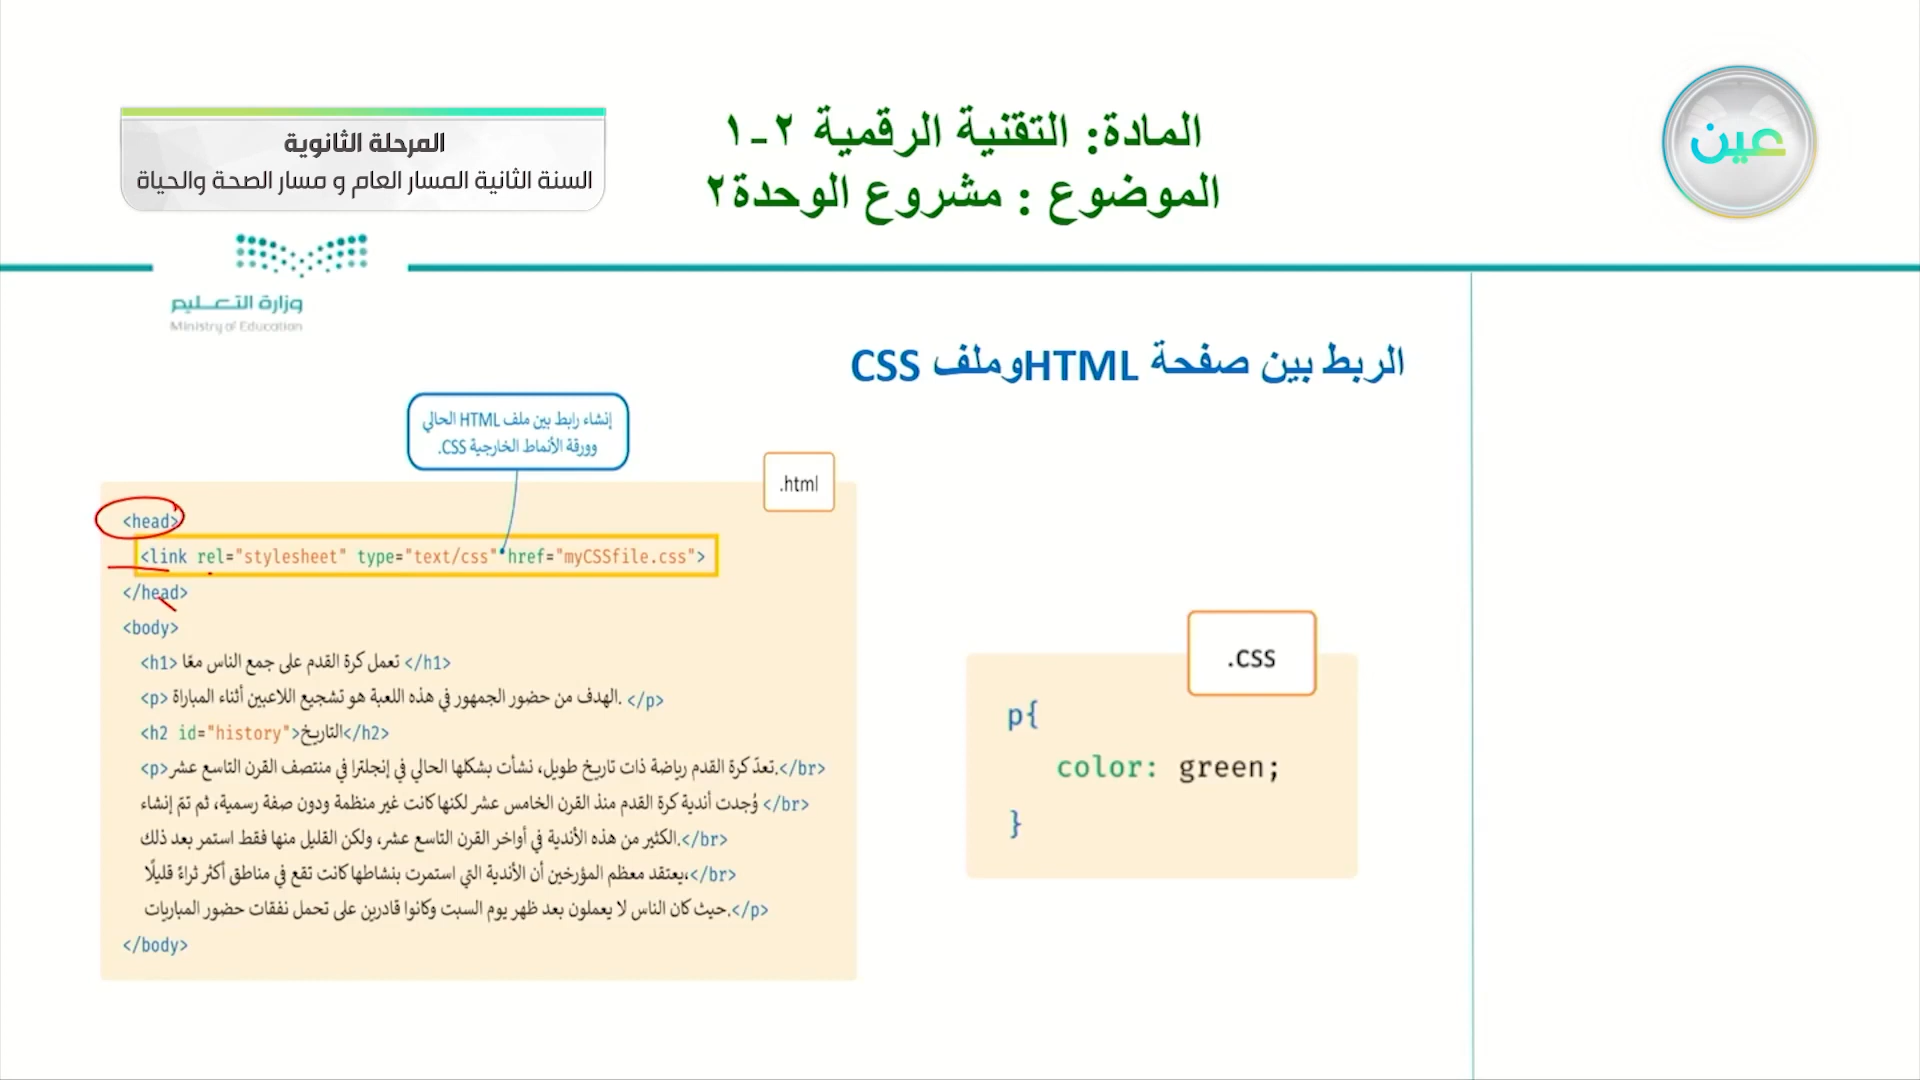 المرحلة الثانوية
السنة الثانية المسار العام و مسار الصحة والحياة
المادة: التقنية الرقمية ٢-١
الموضوع : مشروع الوحدة٢
عين
وزارة التعـــليم
Ministry of Education
الربط بين صفحة HTMLوملف CSS
إنشاء رابط بين ملف HTML الحالي
وورقة الأنماط الخارجية CSS.
.html
<head>
<link rel="stylesheet" type="text/css" href="myCSSfile.css">
</head>
<body>
<h1> تعمل كرة القدم على جمع الناس معًا </h1>
<p> الهدف من حضور الجمهور في هذه اللعبة هو تشجيع اللاعبين أثناء المباراة. </p>
<h2 id="history">التاريخ</h2>
<p>تعدّ كرة القدم رياضة ذات تاريخ طويل، نشأت بشكلها الحالي في إنجلترا في منتصف القرن التاسع عشر.</br>
وُجدت أندية كرة القدم منذ القرن الخامس عشر لكنها كانت غير منظمة ودون صفة رسمية، ثم تمّ إنشاء </br>
الكثير من هذه الأندية في أواخر القرن التاسع عشر، ولكن القليل منها فقط استمر بعد ذلك.</br>
يعتقد معظم المؤرخين أن الأندية التي استمرت بنشاطها كانت تقع في مناطق أكثر ثراءً قليلًا،</br>
حيث كان الناس لا يعملون بعد ظهر يوم السبت وكانوا قادرين على تحمل نفقات حضور المباريات.</p>
</body>
.css
p{
color: green;
}